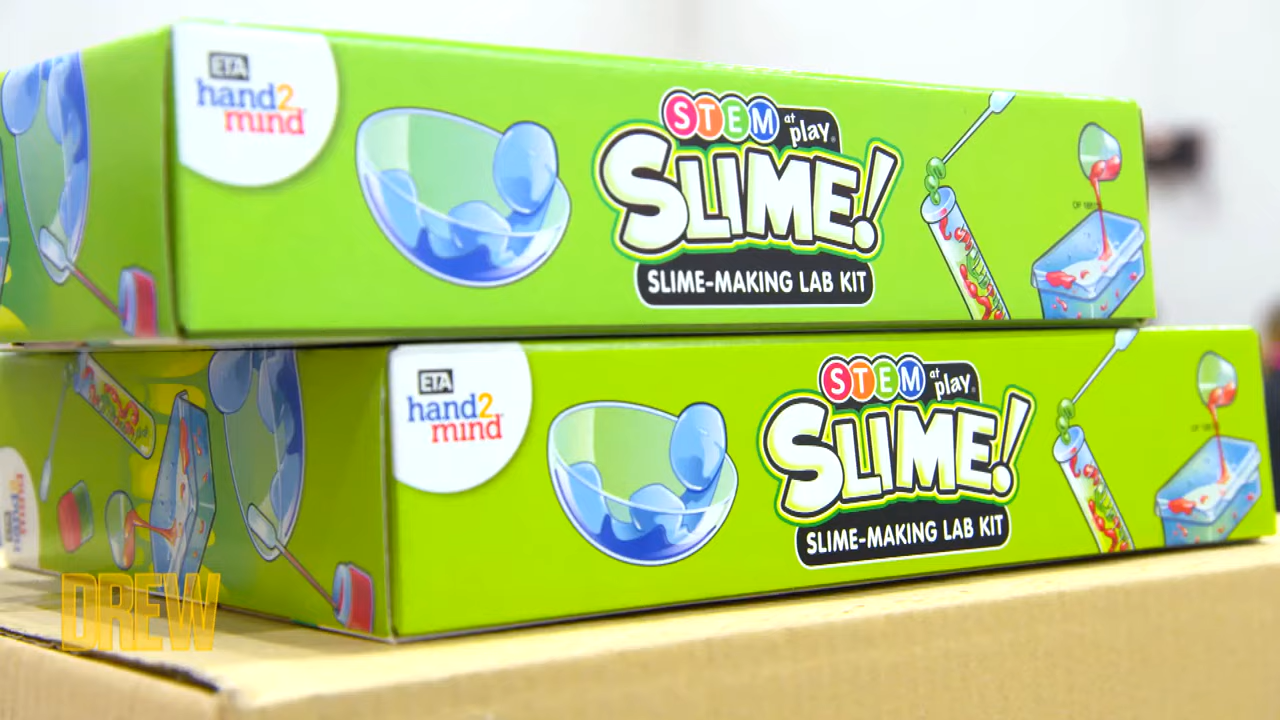 ETA
hand2
mind
STEM at play
SLIME!
SLIME-MAKING LAB KIT
ETA
hand2
mind
STEM at play
SLIME!
SLIME-MAKING LAB KIT
DREW